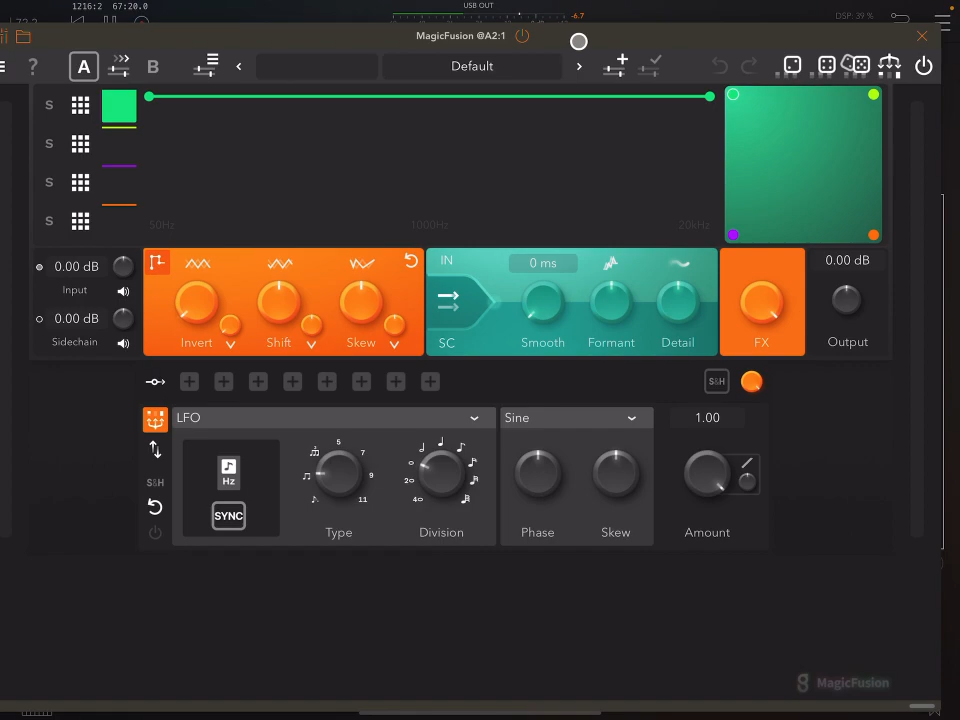 1216:2 67:20.0
USB OUT
-6.7
DSP: 39 %
MagicFusion @A2:1
? A B Default
S
S
S
S
50Hz 1000Hz 20kHz
0.00 dB
Input
0.00 dB
Sidechain
Invert Shift Skew
IN 0 ms
SC Smooth Formant Detail
FX
0.00 dB
Output
S&H
LFO Sine 1.00
S&H
Hz
SYNC
5
7
9
11
2
4
Type Division Phase Skew Amount
MagicFusion